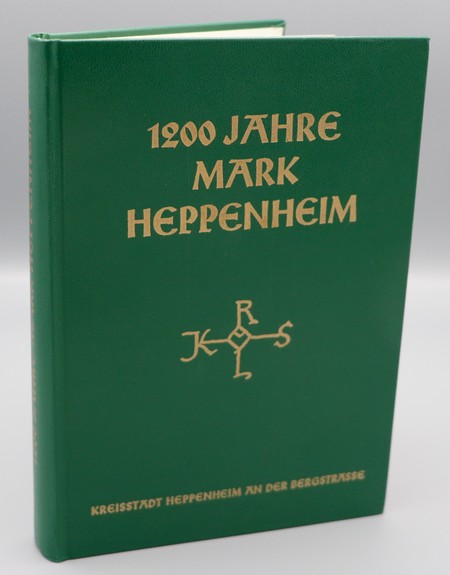 1200 JAHRE
MARK
HEPPENHEIM
R
K S
L
KREISSTADT HEPPENHEIM AN DER BERGSTRASSE